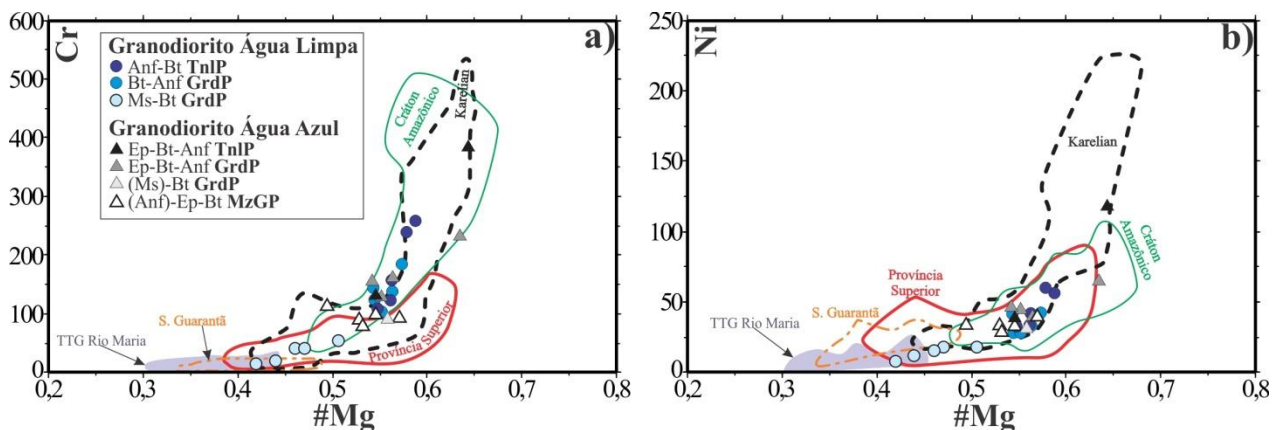 a)
Cr
600
500
400
300
200
100
0
0,2
0,3
0,4
0,5
0,6
0,7
0,8
#Mg
Granodiorito Água Limpa
Anf-Bt TnlP
Bt-Anf GrdP
Ms-Bt GrdP
Granodiorito Água Azul
Ep-Bt-Anf TnlP
Ep-Bt-Anf GrdP
(Ms)-Bt GrdP
(Anf)-Ep-Bt MzGP
Cráton
Amazônico
Karelian
Província Superior
S. Guarantã
TTG Rio Maria
b)
Ni
250
200
150
100
50
0
0,2
0,3
0,4
0,5
0,6
0,7
0,8
#Mg
Karelian
Cráton
Amazônico
Província
Superior
S. Guarantã
TTG Rio Maria